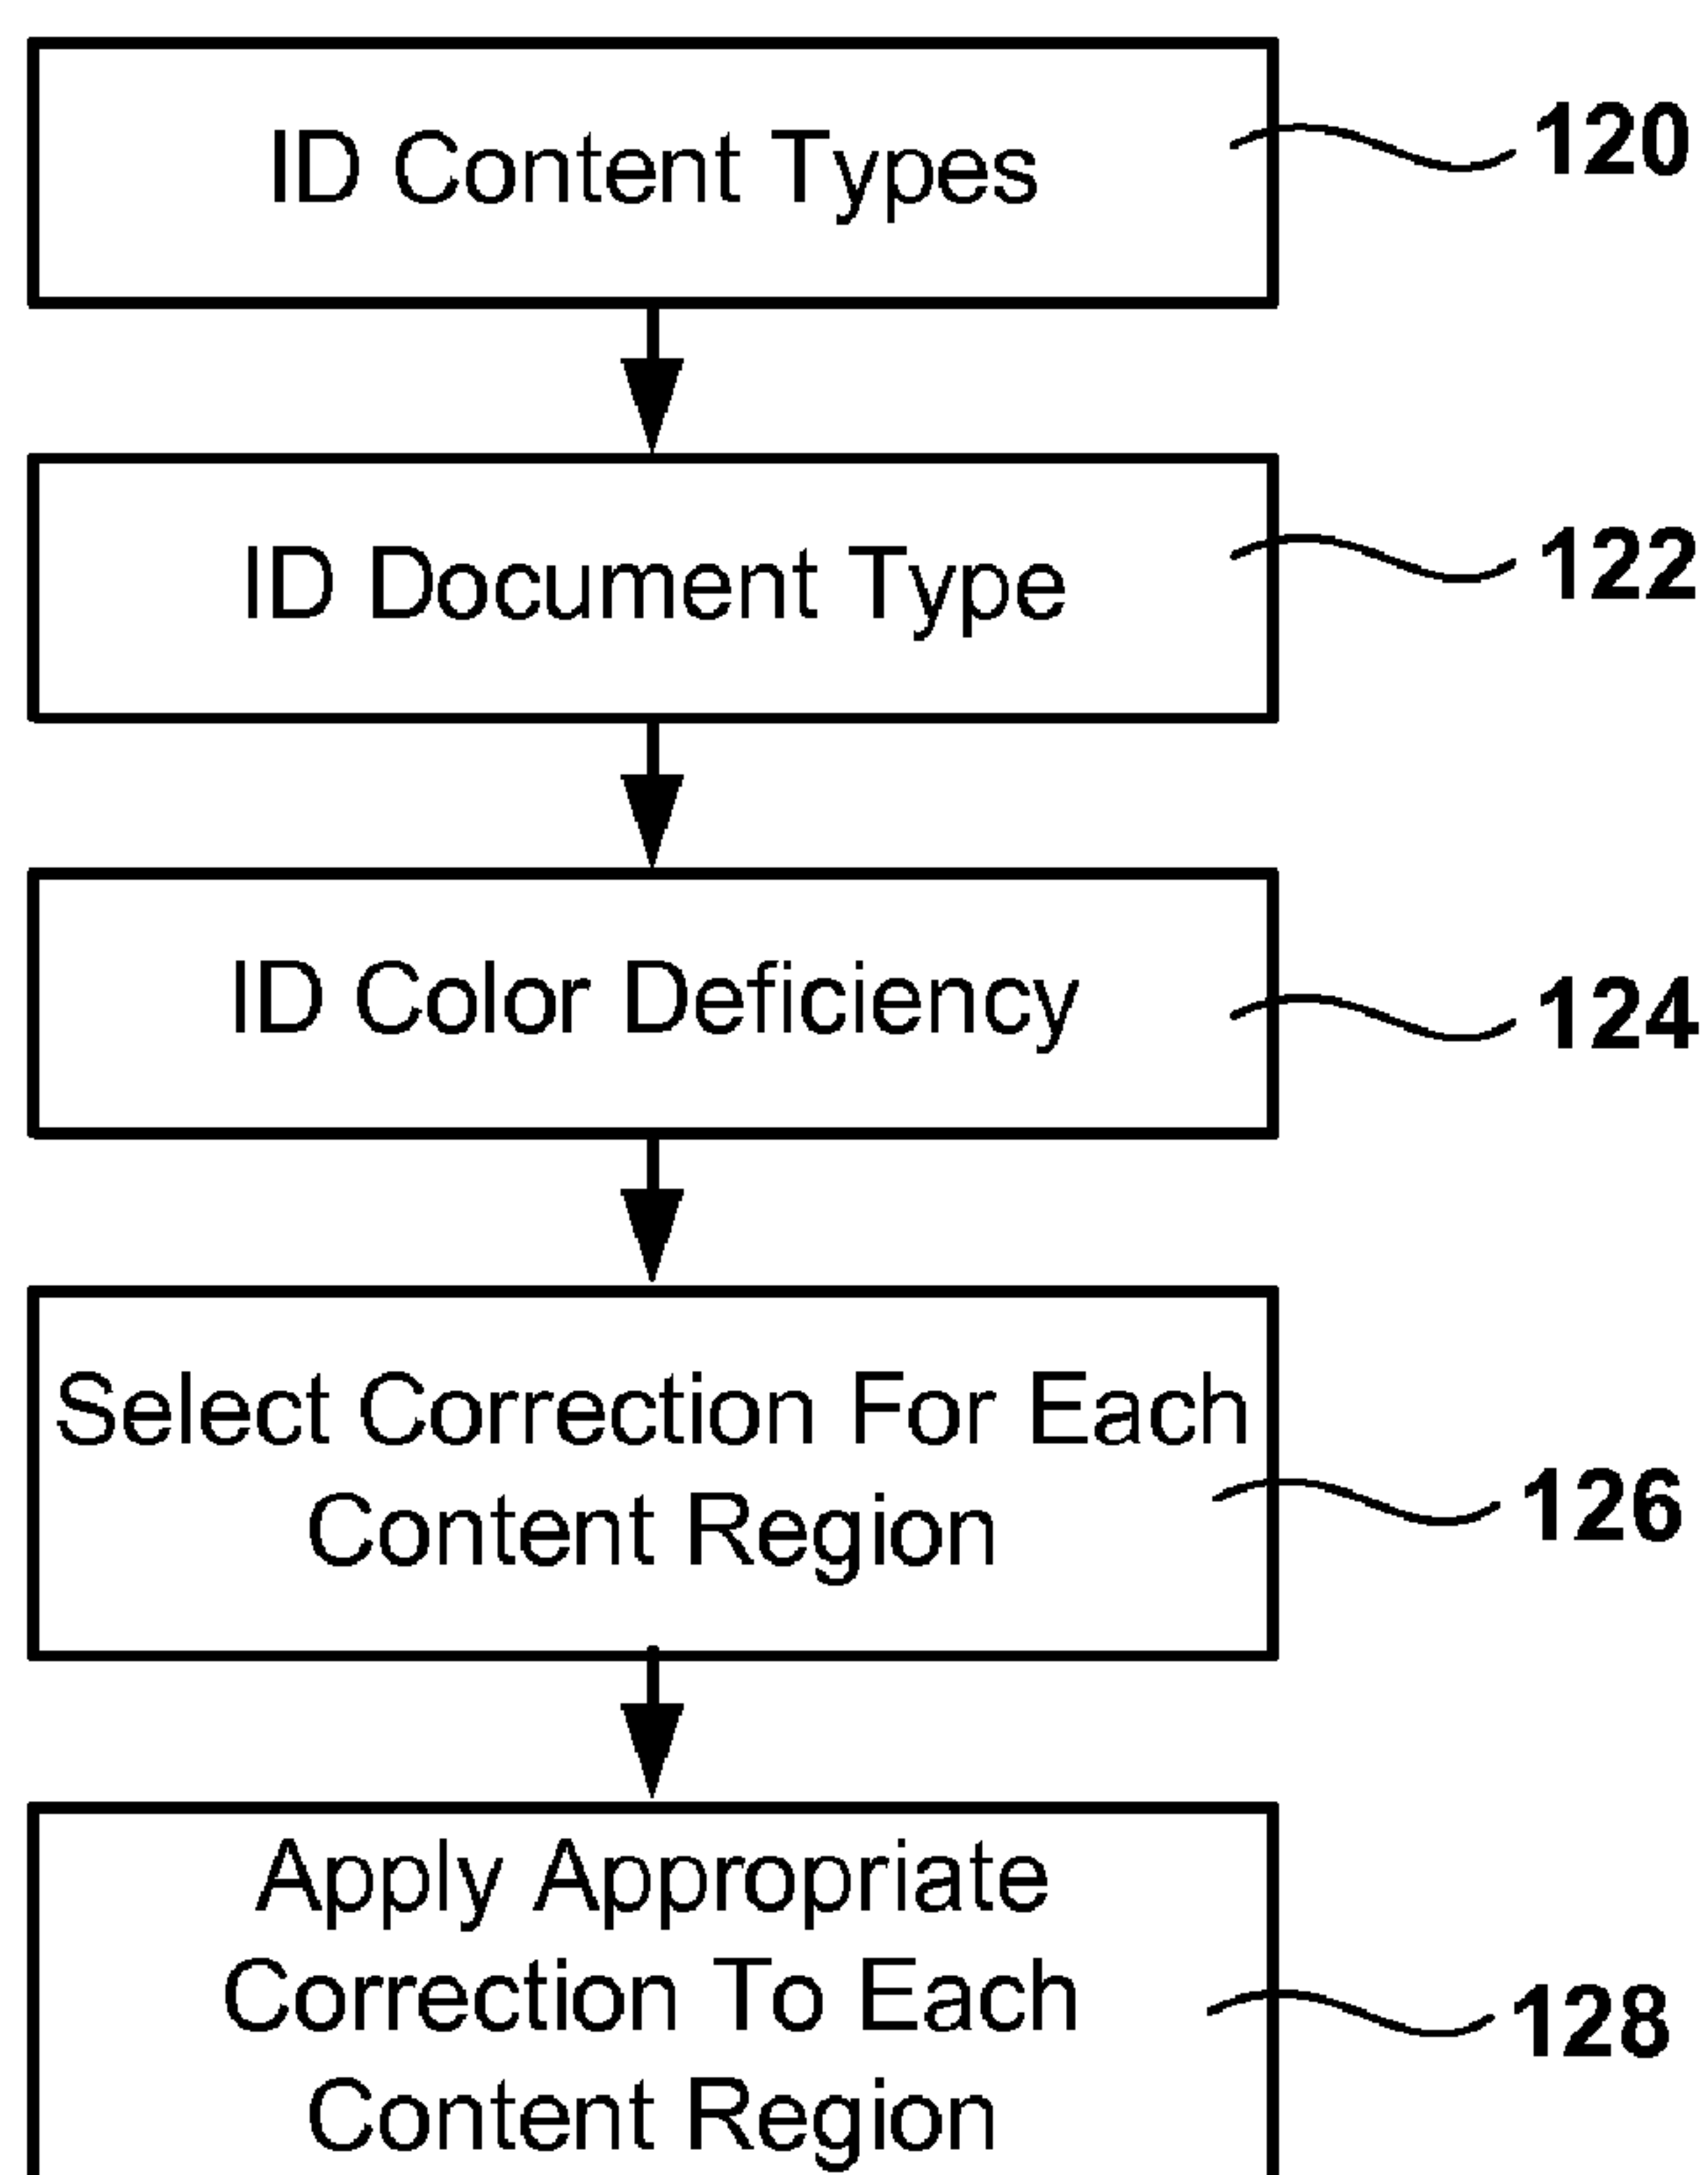 ID Content Types
120
ID Document Type
122
ID Color Deficiency
124
Select Correction For Each
Content Region
126
Apply Appropriate
Correction To Each
Content Region
128